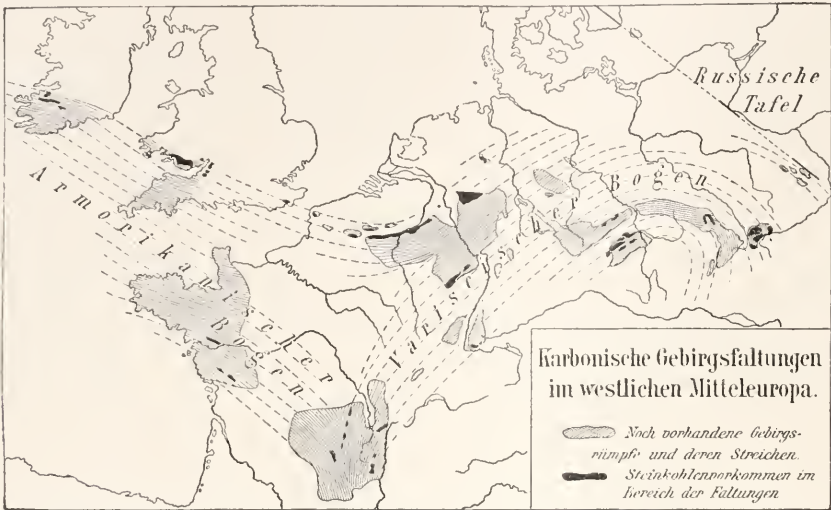 Russische
Tafel
Armorikanischer
Bogen
Variscischer
Bogen
Karbonische Gebirgsfaltungen
im westlichen Mitteleuropa.
Noch vorhandene Gebirgs-
rümpfe und deren Streichen.
Steinkohlenvorkommen im
Bereich der Faltungen